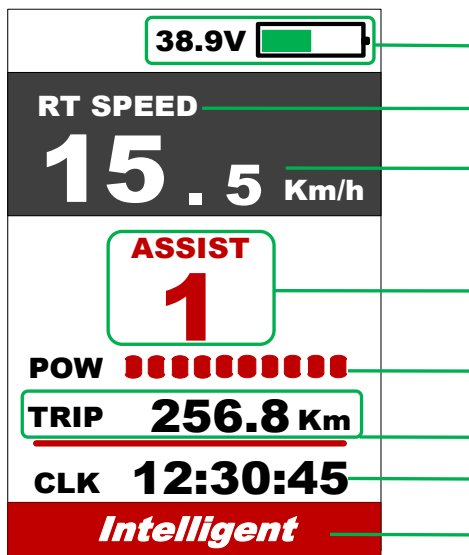 38.9V
RT SPEED
15.5 Km/h
ASSIST
1
POW
TRIP 256.8 Km
CLK 12:30:45
Intelligent